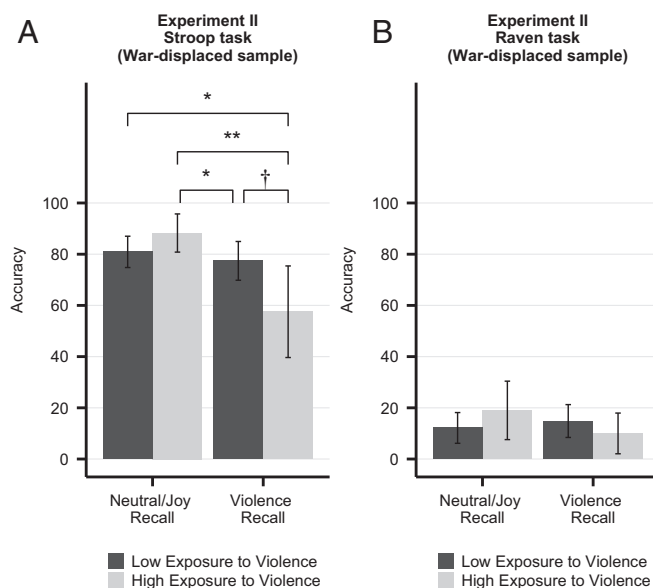 A
Experiment II
Stroop task
(War-displaced sample)
*
**
*
†
100
80
60
40
20
0
Accuracy
Neutral/Joy
Recall
Violence
Recall
Low Exposure to Violence
High Exposure to Violence
B
Experiment II
Raven task
(War-displaced sample)
100
80
60
40
20
0
Accuracy
Neutral/Joy
Recall
Violence
Recall
Low Exposure to Violence
High Exposure to Violence